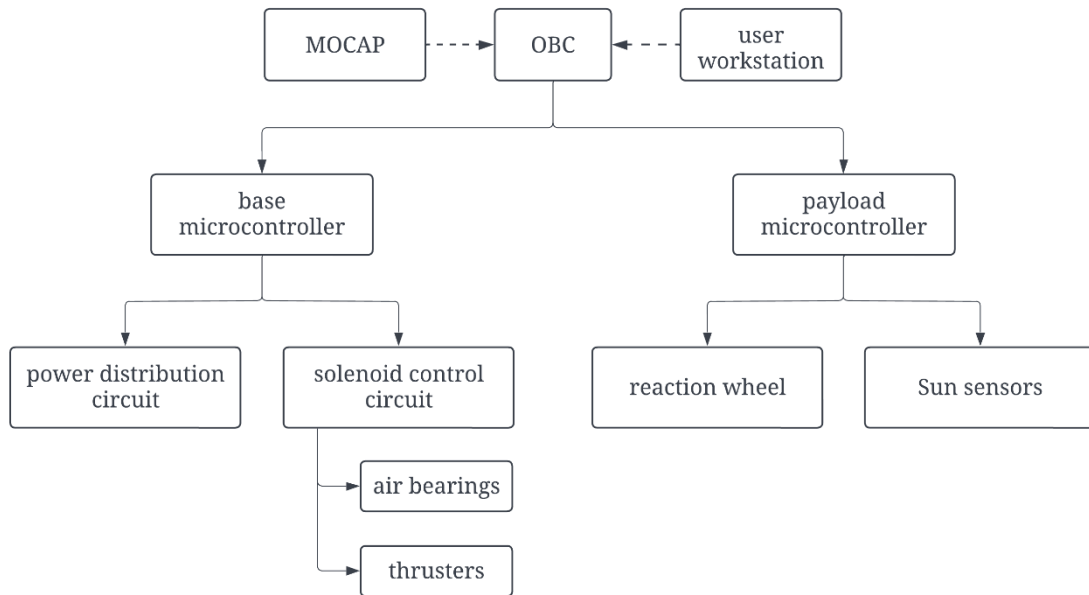 MOCAP
OBC
user
workstation
base
microcontroller
payload
microcontroller
power distribution
circuit
solenoid control
circuit
reaction wheel
Sun sensors
air bearings
thrusters